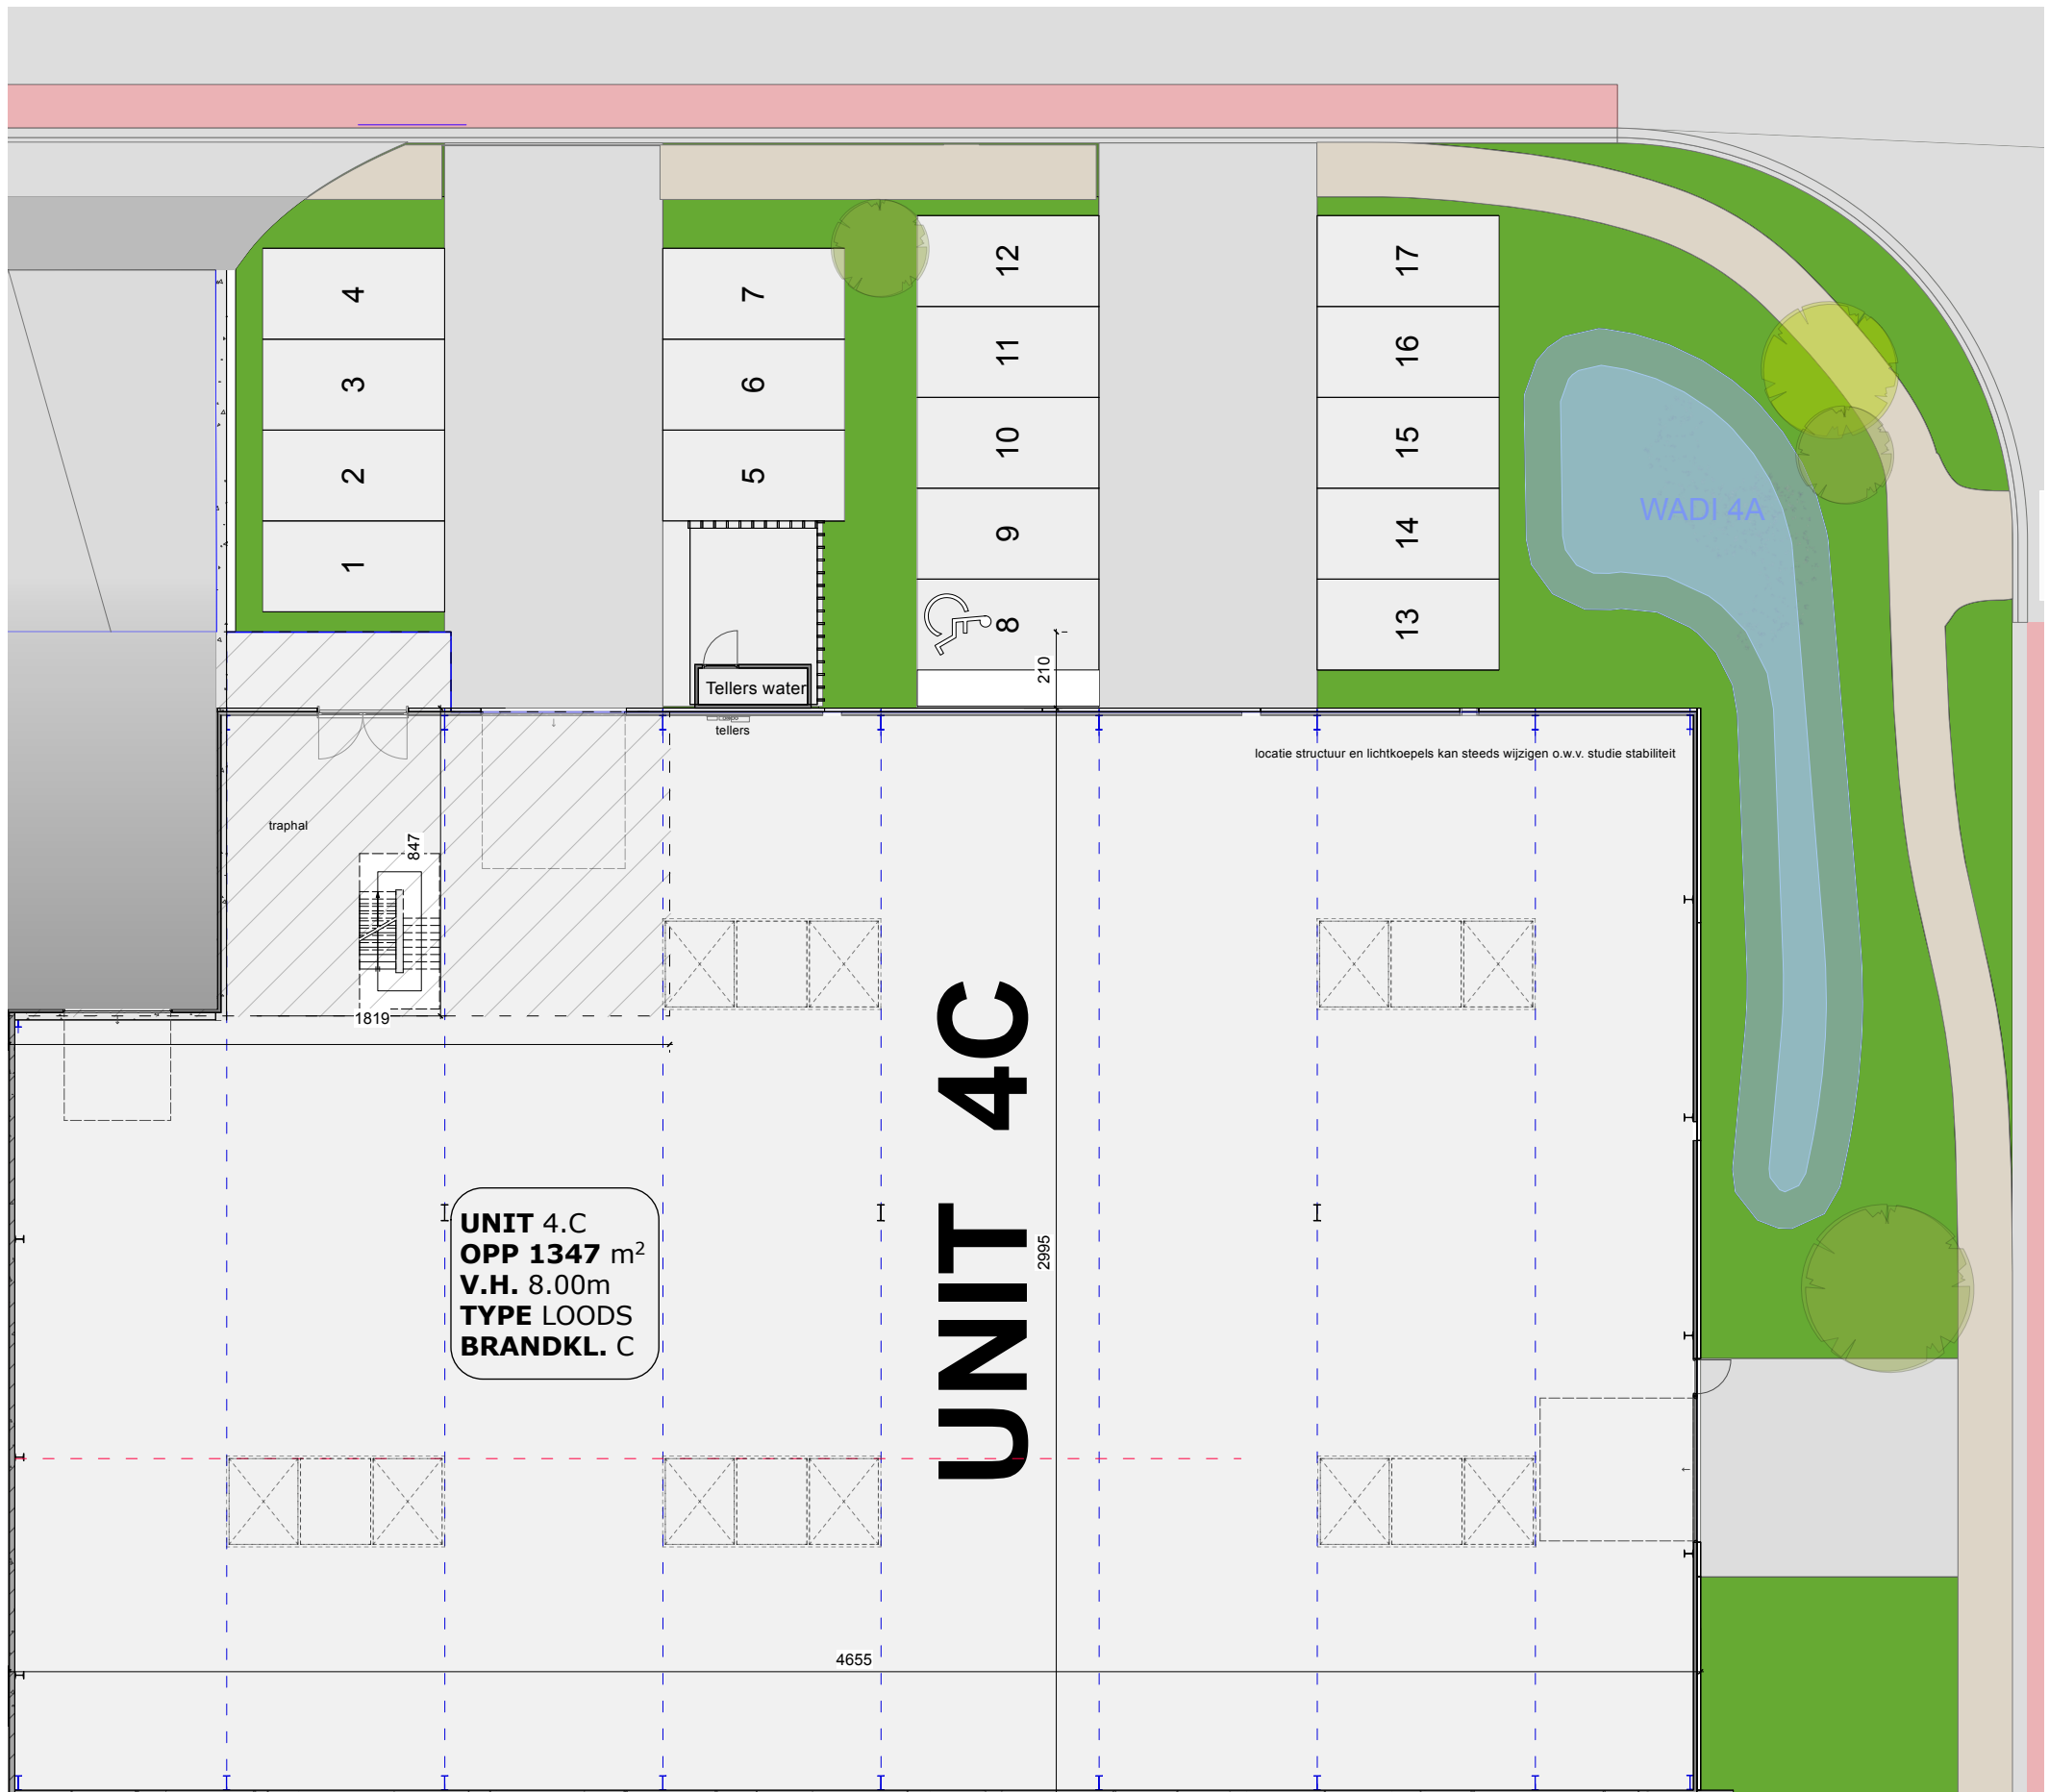 4
3
2
1
7
6
5
12
11
10
9
8
17
16
15
14
13
WADI 4A
210
Tellers water
tellers
locatie structuur en lichtkoepels kan steeds wijzigen o.w.v. studie stabiliteit
traphal
847
1819
UNIT 4C
UNIT 4.C
OPP 1347 m²
V.H. 8.00m
TYPE LOODS
BRANDKL. C
2995
4655